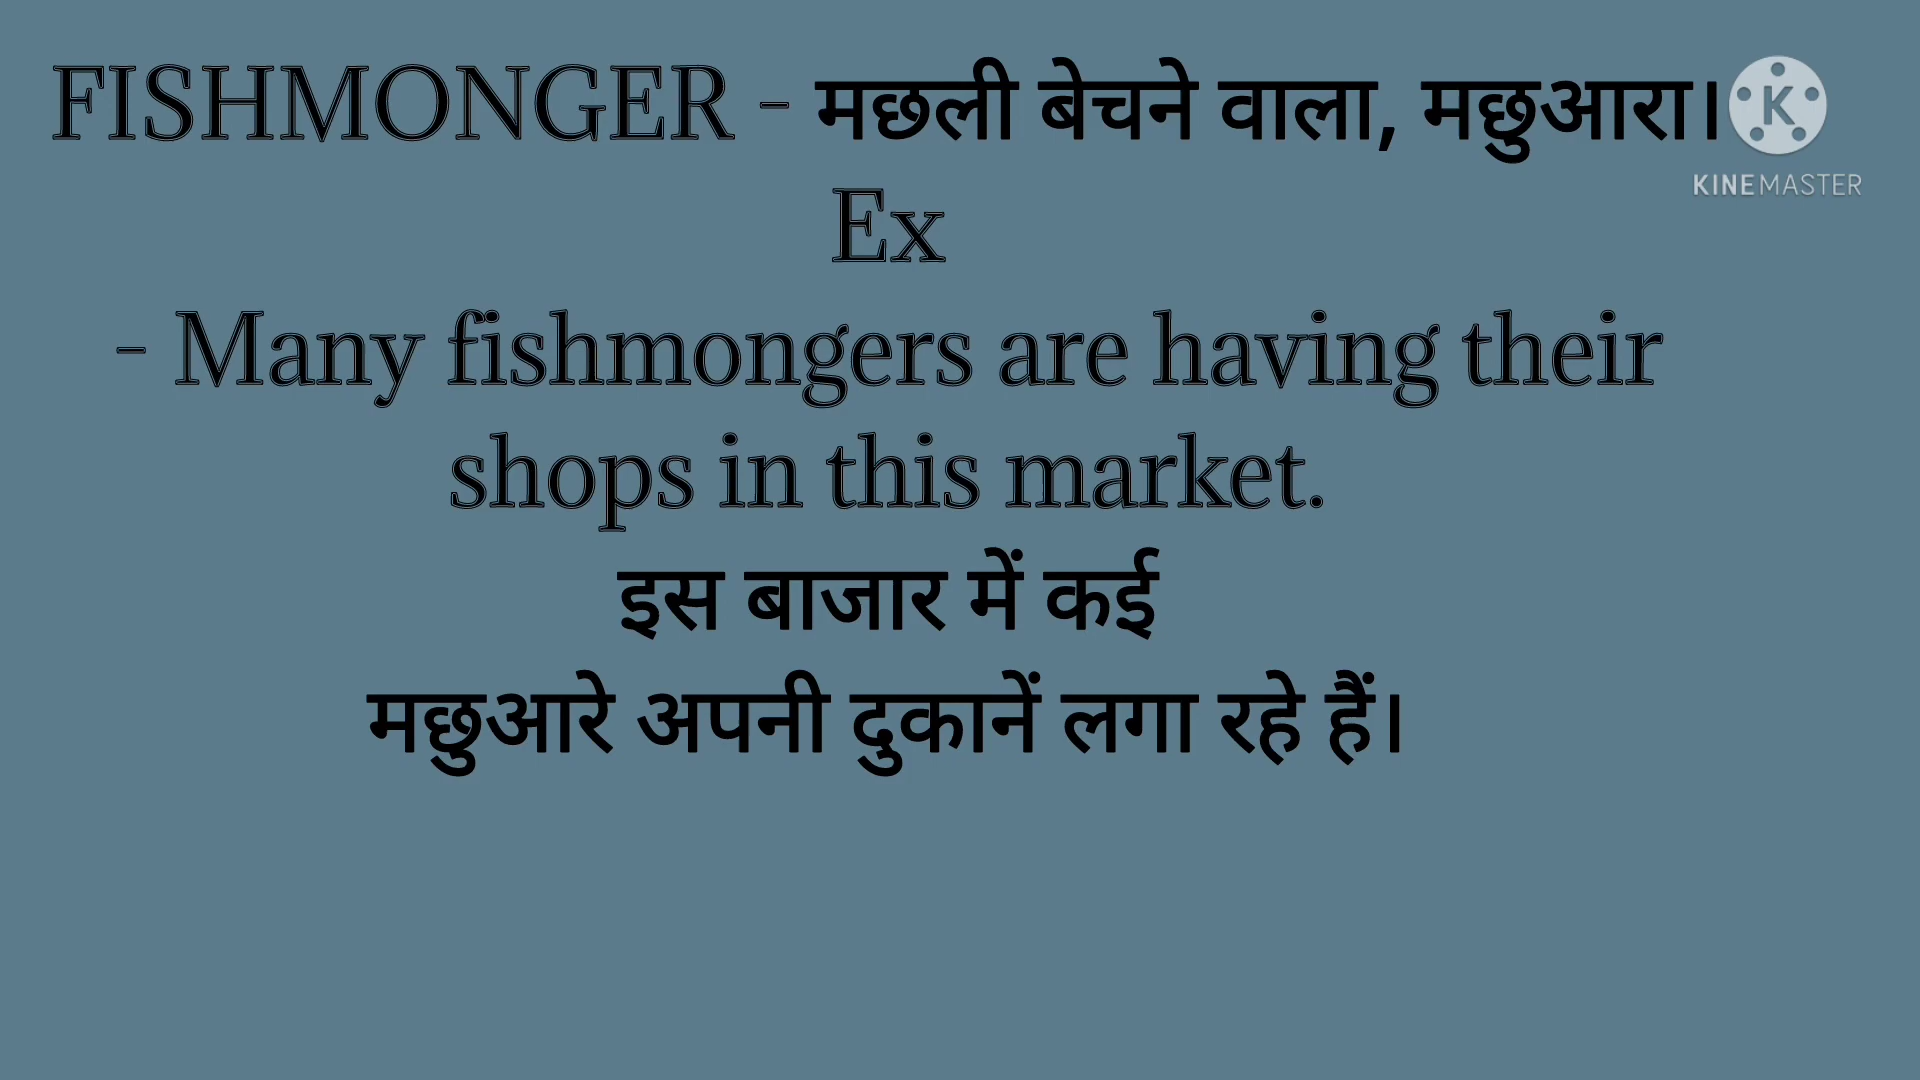 FISHMONGER - मछली बेचने वाला, मछुआरा।
KINEMASTER
Ex
- Many fishmongers are having their
shops in this market.
इस बाजार में कई
मछुआरे अपनी दुकानें लगा रहे हैं।